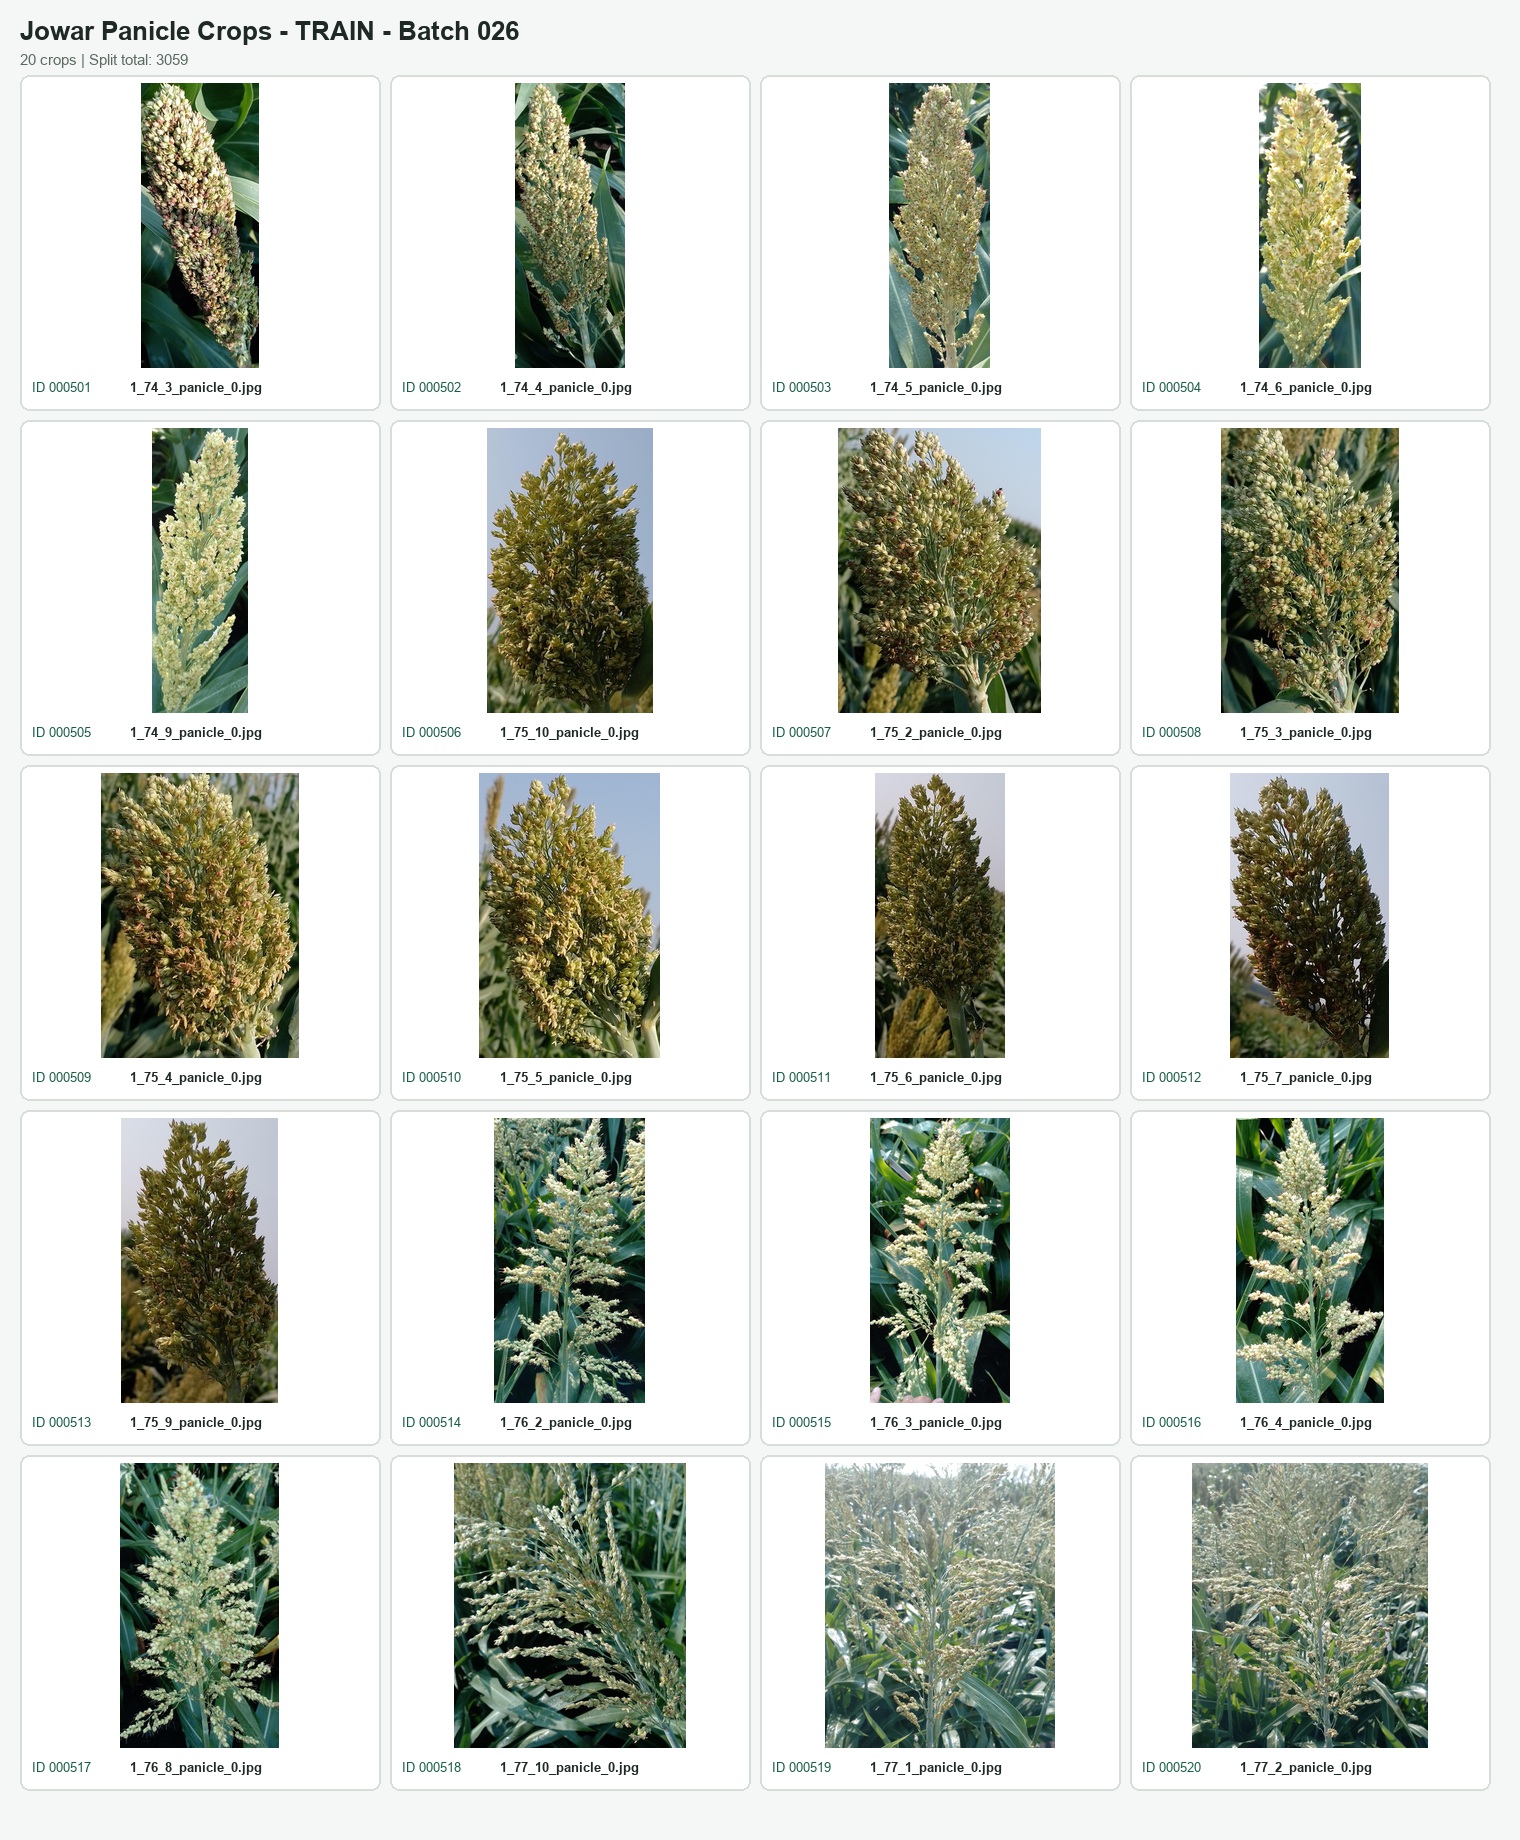 Jowar Panicle Crops - TRAIN - Batch 026
20 crops | Split total: 3059
ID 000501 1_74_3_panicle_0.jpg
ID 000502 1_74_4_panicle_0.jpg
ID 000503 1_74_5_panicle_0.jpg
ID 000504 1_74_6_panicle_0.jpg
ID 000505 1_74_9_panicle_0.jpg
ID 000506 1_75_10_panicle_0.jpg
ID 000507 1_75_2_panicle_0.jpg
ID 000508 1_75_3_panicle_0.jpg
ID 000509 1_75_4_panicle_0.jpg
ID 000510 1_75_5_panicle_0.jpg
ID 000511 1_75_6_panicle_0.jpg
ID 000512 1_75_7_panicle_0.jpg
ID 000513 1_75_9_panicle_0.jpg
ID 000514 1_76_2_panicle_0.jpg
ID 000515 1_76_3_panicle_0.jpg
ID 000516 1_76_4_panicle_0.jpg
ID 000517 1_76_8_panicle_0.jpg
ID 000518 1_77_10_panicle_0.jpg
ID 000519 1_77_1_panicle_0.jpg
ID 000520 1_77_2_panicle_0.jpg